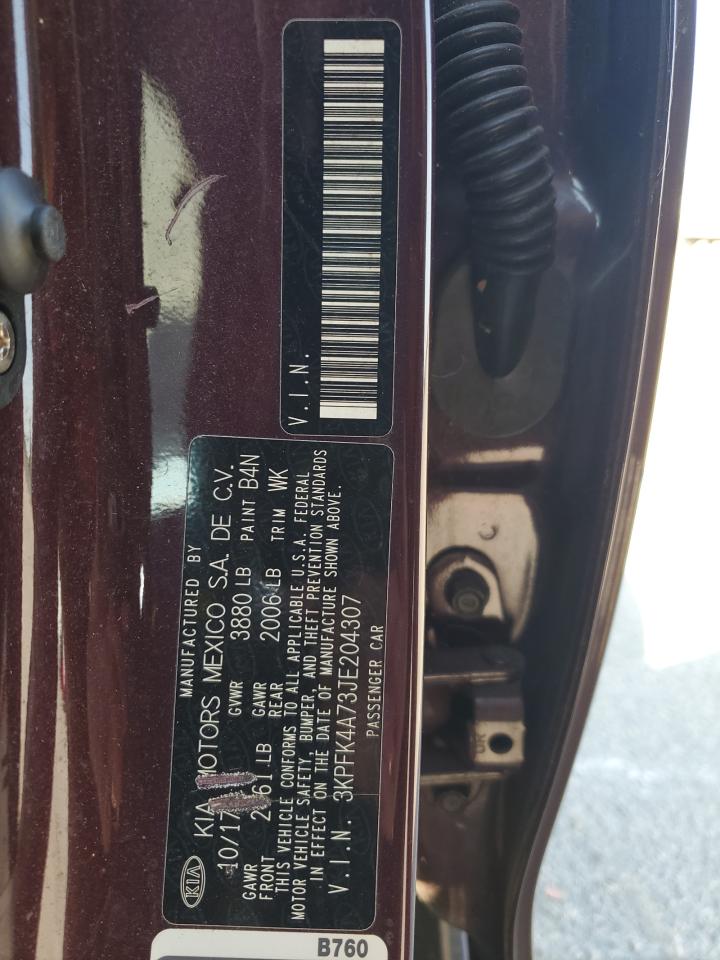 V.I.N.
MANUFACTURED BY
KIA KIA MOTORS MEXICO S.A. DE C.V.
10/17 GVWR 3880 LB PAINT B4N
GAWR FRONT LB GAWR REAR 2006 LB TRIM WK
THIS VEHICLE CONFORMS TO ALL APPLICABLE U.S.A. FEDERAL
MOTOR VEHICLE SAFETY, BUMPER, AND THEFT PREVENTION STANDARDS
IN EFFECT ON THE DATE OF MANUFACTURE SHOWN ABOVE.
V.I.N. 3KPFK4A73JE204307
PASSENGER CAR
B760